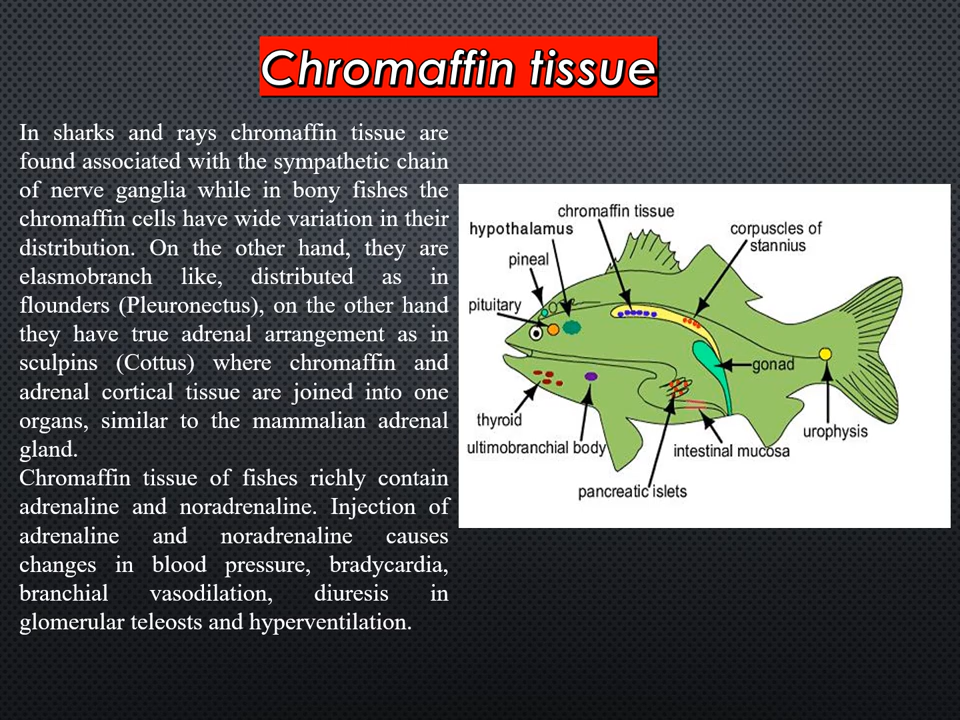 Chromaffin tissue
In sharks and rays chromaffin tissue are
found associated with the sympathetic chain
of nerve ganglia while in bony fishes the
chromaffin cells have wide variation in their
distribution. On the other hand, they are
elasmobranch like, distributed as in
flounders (Pleuronectus), on the other hand
they have true adrenal arrangement as in
sculpins (Cottus) where chromaffin and
adrenal cortical tissue are joined into one
organs, similar to the mammalian adrenal
gland.
Chromaffin tissue of fishes richly contain
adrenaline and noradrenaline. Injection of
adrenaline and noradrenaline causes
changes in blood pressure, bradycardia,
branchial vasodilation, diuresis in
glomerular teleosts and hyperventilation.
chromaffin tissue
hypothalamus
corpuscles of
stannius
pineal
pituitary
gonad
thyroid
urophysis
ultimobranchial body
intestinal mucosa
pancreatic islets